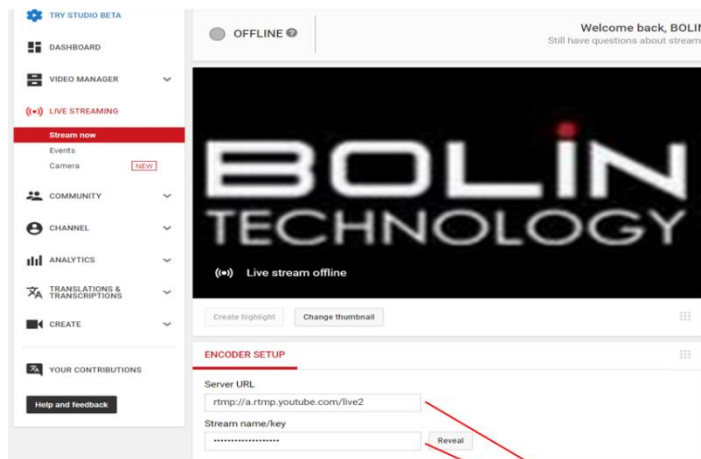 TRY STUDIO BETA
DASHBOARD
VIDEO MANAGER
LIVE STREAMING
Stream now
Events
Camera NEW
COMMUNITY
CHANNEL
ANALYTICS
TRANSLATIONS &
TRANSCRIPTIONS
CREATE
YOUR CONTRIBUTIONS
Help and feedback
OFFLINE
Welcome back, BOLIN
Still have questions about stream
BOLIN
TECHNOLOGY
Live stream offline
Create highlight Change thumbnail
ENCODER SETUP
Server URL
rtmp://a.rtmp.youtube.com/live2
Stream name/key
••••••••••••••••••• Reveal